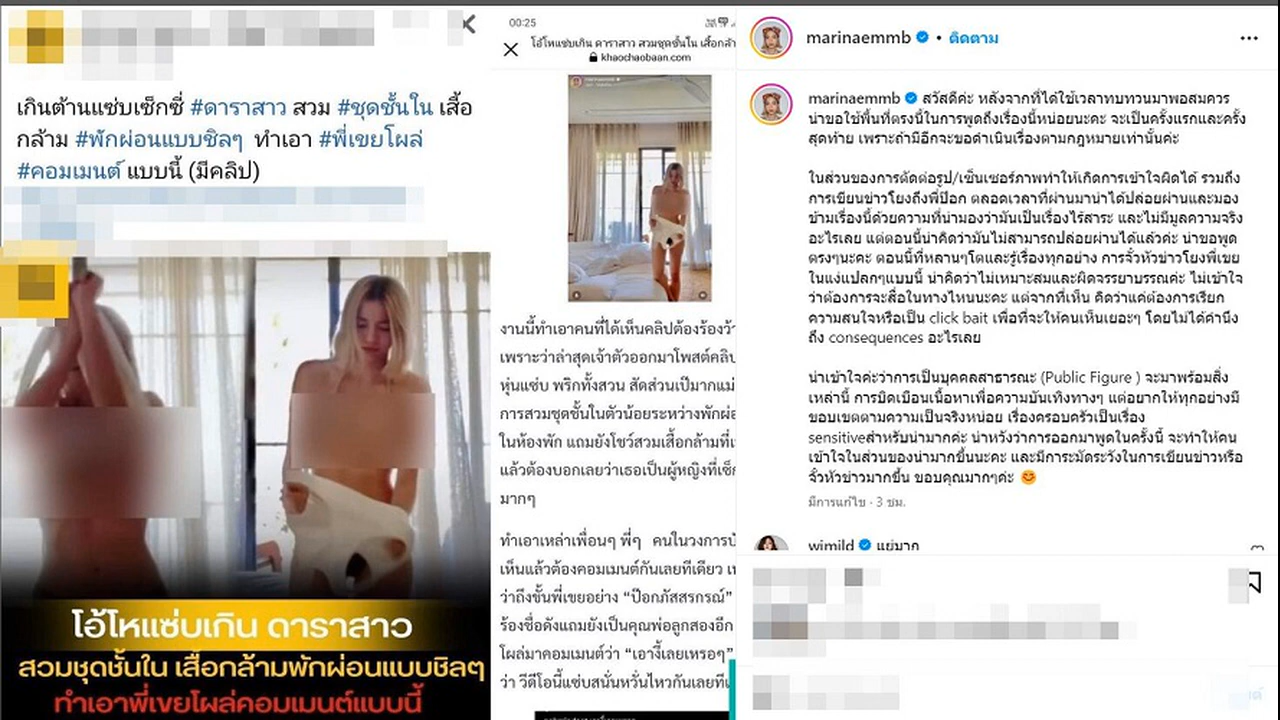 เกินต้านแซ่บเซ็กซี่ #ดาราสาว สวม #ชุดชั้นใน เสื้อ
กล้าม #พักผ่อนแบบชิลๆ ทำเอา #พี่เขยโผล่
#คอมเมนต์ แบบนี้ (มีคลิป)
โอ้โหแซ่บเกิน ดาราสาว
สวมชุดชั้นใน เสื้อกล้ามพักผ่อนแบบชิลๆ
ทำเอาพี่เขยโผล่คอมเมนต์แบบนี้
00:25
โอ้โหแซ่บเกิน ดาราสาว สวมชุดชั้นใน เสื้อกล้า
khaochaobaan.com
งานนี้ทำเอาคนที่ได้เห็นคลิปต้องร้องว้า
เพราะว่าล่าสุดเจ้าตัวออกมาโพสต์คลิป
หุ่นแซ่บ พริกทั้งสวน สัดส่วนเป๊มากแม่
การสวมชุดชั้นในตัวน้อยระหว่างพักผ่อ
ในห้องพัก แถมยังโชว์สวมเสื้อกล้ามที่เ
แล้วต้องบอกเลยว่าเธอเป็นผู้หญิงที่เซ็ก
มากๆ
ทำเอาเหล่าเพื่อนๆ พี่ๆ คนในวงการบั
เห็นแล้วต้องคอมเมนต์กันเลยทีเดียว เ
ว่าถึงขั้นพี่เขยอย่าง “ป๊อกภัสสรกรณ์”
ร้องชื่อดังแถมยังเป็นคุณพ่อลูกสองอีก
โผล่มาคอมเมนต์ว่า “เอางี้เลยเหรอๆ”
ว่า วีดีโอนี้แซ่บสนั่นหวั่นไหวกันเลยที
marinaemmb • ติดตาม
marinaemmb สวัสดีค่ะ หลังจากที่ได้ใช้เวลาทบทวนมาพอสมควร
น่าขอใช้พื้นที่ตรงนี้ในการพูดถึงเรื่องนี้หน่อยนะคะ จะเป็นครั้งแรกและครั้ง
สุดท้าย เพราะถ้ามีอีกจะขอดำเนินเรื่องตามกฎหมายเท่านั้นค่ะ
ในส่วนของการตัดต่อรูป/เซ็นเซอร์ภาพทำให้เกิดการเข้าใจผิดได้ รวมถึง
การเขียนข่าวโยงถึงพี่ป๊อก ตลอดเวลาที่ผ่านมาน่าได้ปล่อยผ่านและมอง
ข้ามเรื่องนี้ด้วยความที่น่ามองว่ามันเป็นเรื่องไร้สาระ และไม่มีมูลความจริง
อะไรเลย แต่ตอนนี้น่าคิดว่ามันไม่สามารถปล่อยผ่านได้แล้วค่ะ น่าขอพูด
ตรงๆนะคะ ตอนนี้ที่หลานๆโตและรู้เรื่องทุกอย่าง การจั่วหัวข่าวโยงพี่เขย
ในแง่แปลกๆแบบนี้ น่าคิดว่าไม่เหมาะสมและผิดจรรยาบรรณค่ะ ไม่เข้าใจ
ว่าต้องการจะสื่อในทางไหนนะคะ แต่จากที่เห็น คิดว่าแค่ต้องการเรียก
ความสนใจหรือเป็น click bait เพื่อที่จะให้คนเห็นเยอะๆ โดยไม่ได้คำนึง
ถึง consequences อะไรเลย
น่าเข้าใจค่ะว่าการเป็นบุคคลสาธารณะ (Public Figure ) จะมาพร้อมสิ่ง
เหล่านี้ การบิดเบือนเนื้อหาเพื่อความบันเทิงทางๆ แต่อยากให้ทุกอย่างมี
ขอบเขตตามความเป็นจริงหน่อย เรื่องครอบครัวเป็นเรื่อง
sensitiveสำหรับน่ามากค่ะ น่าหวังว่าการออกมาพูดในครั้งนี้ จะทำให้คน
เข้าใจในส่วนของน่ามากขึ้นนะคะ และมีการะมัดระวังในการเขียนข่าวหรือ
จั่วหัวข่าวมากขึ้น ขอบคุณมากๆค่ะ 😊
มีการแก้ไข · 3 ชม.
wimild แย่มาก